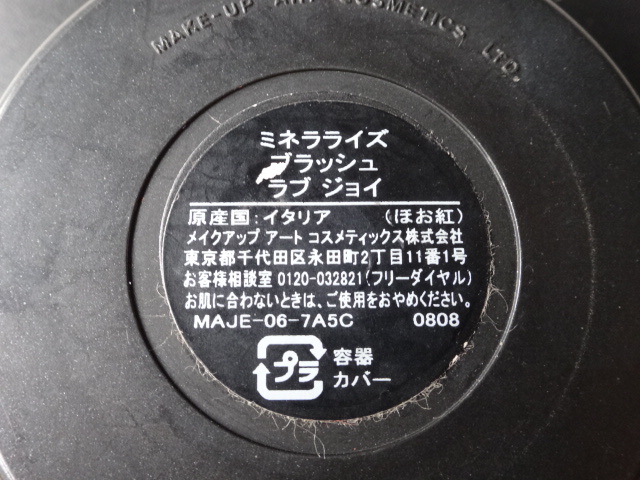 MAKE-UP ART COSMETICS, LTD.
ミネラライズ
ブラッシュ
ラブ ジョイ
原産国:イタリア (ほお紅)
メイクアップ アート コスメティックス株式会社
東京都千代田区永田町2丁目11番1号
お客様相談室 0120-032821(フリーダイヤル)
お肌に合わないときは、ご使用をおやめください。
MAJE-06-7A5C 0808
プラ
容器
カバー